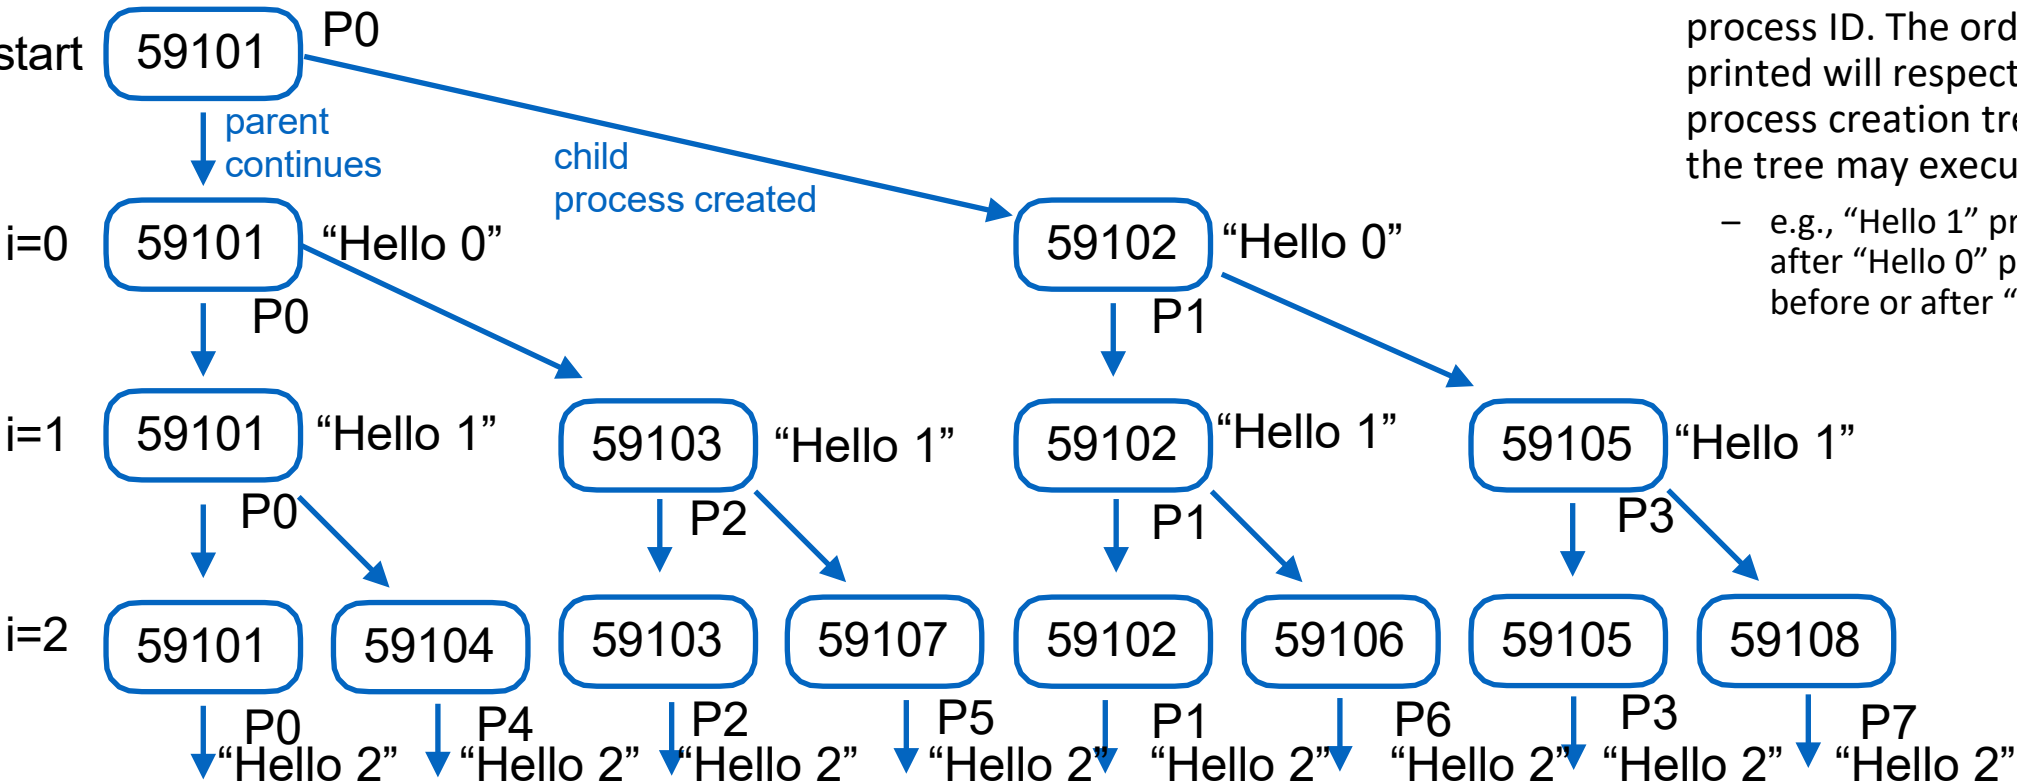 start 59101 P0
parent
continues
child
process created
i=0 59101 “Hello 0” 59102 “Hello 0”
P0 P1
i=1 59101 “Hello 1” 59103 “Hello 1” 59102 “Hello 1” 59105 “Hello 1”
P0 P2 P1 P3
i=2 59101 59104 59103 59107 59102 59106 59105 59108
P0 P4 P2 P5 P1 P6 P3 P7
“Hello 2” “Hello 2” “Hello 2” “Hello 2” “Hello 2” “Hello 2” “Hello 2” “Hello 2”
process ID. The ord
printed will respect
process creation tre
the tree may execu
– e.g., “Hello 1” pr
after “Hello 0” p
before or after “